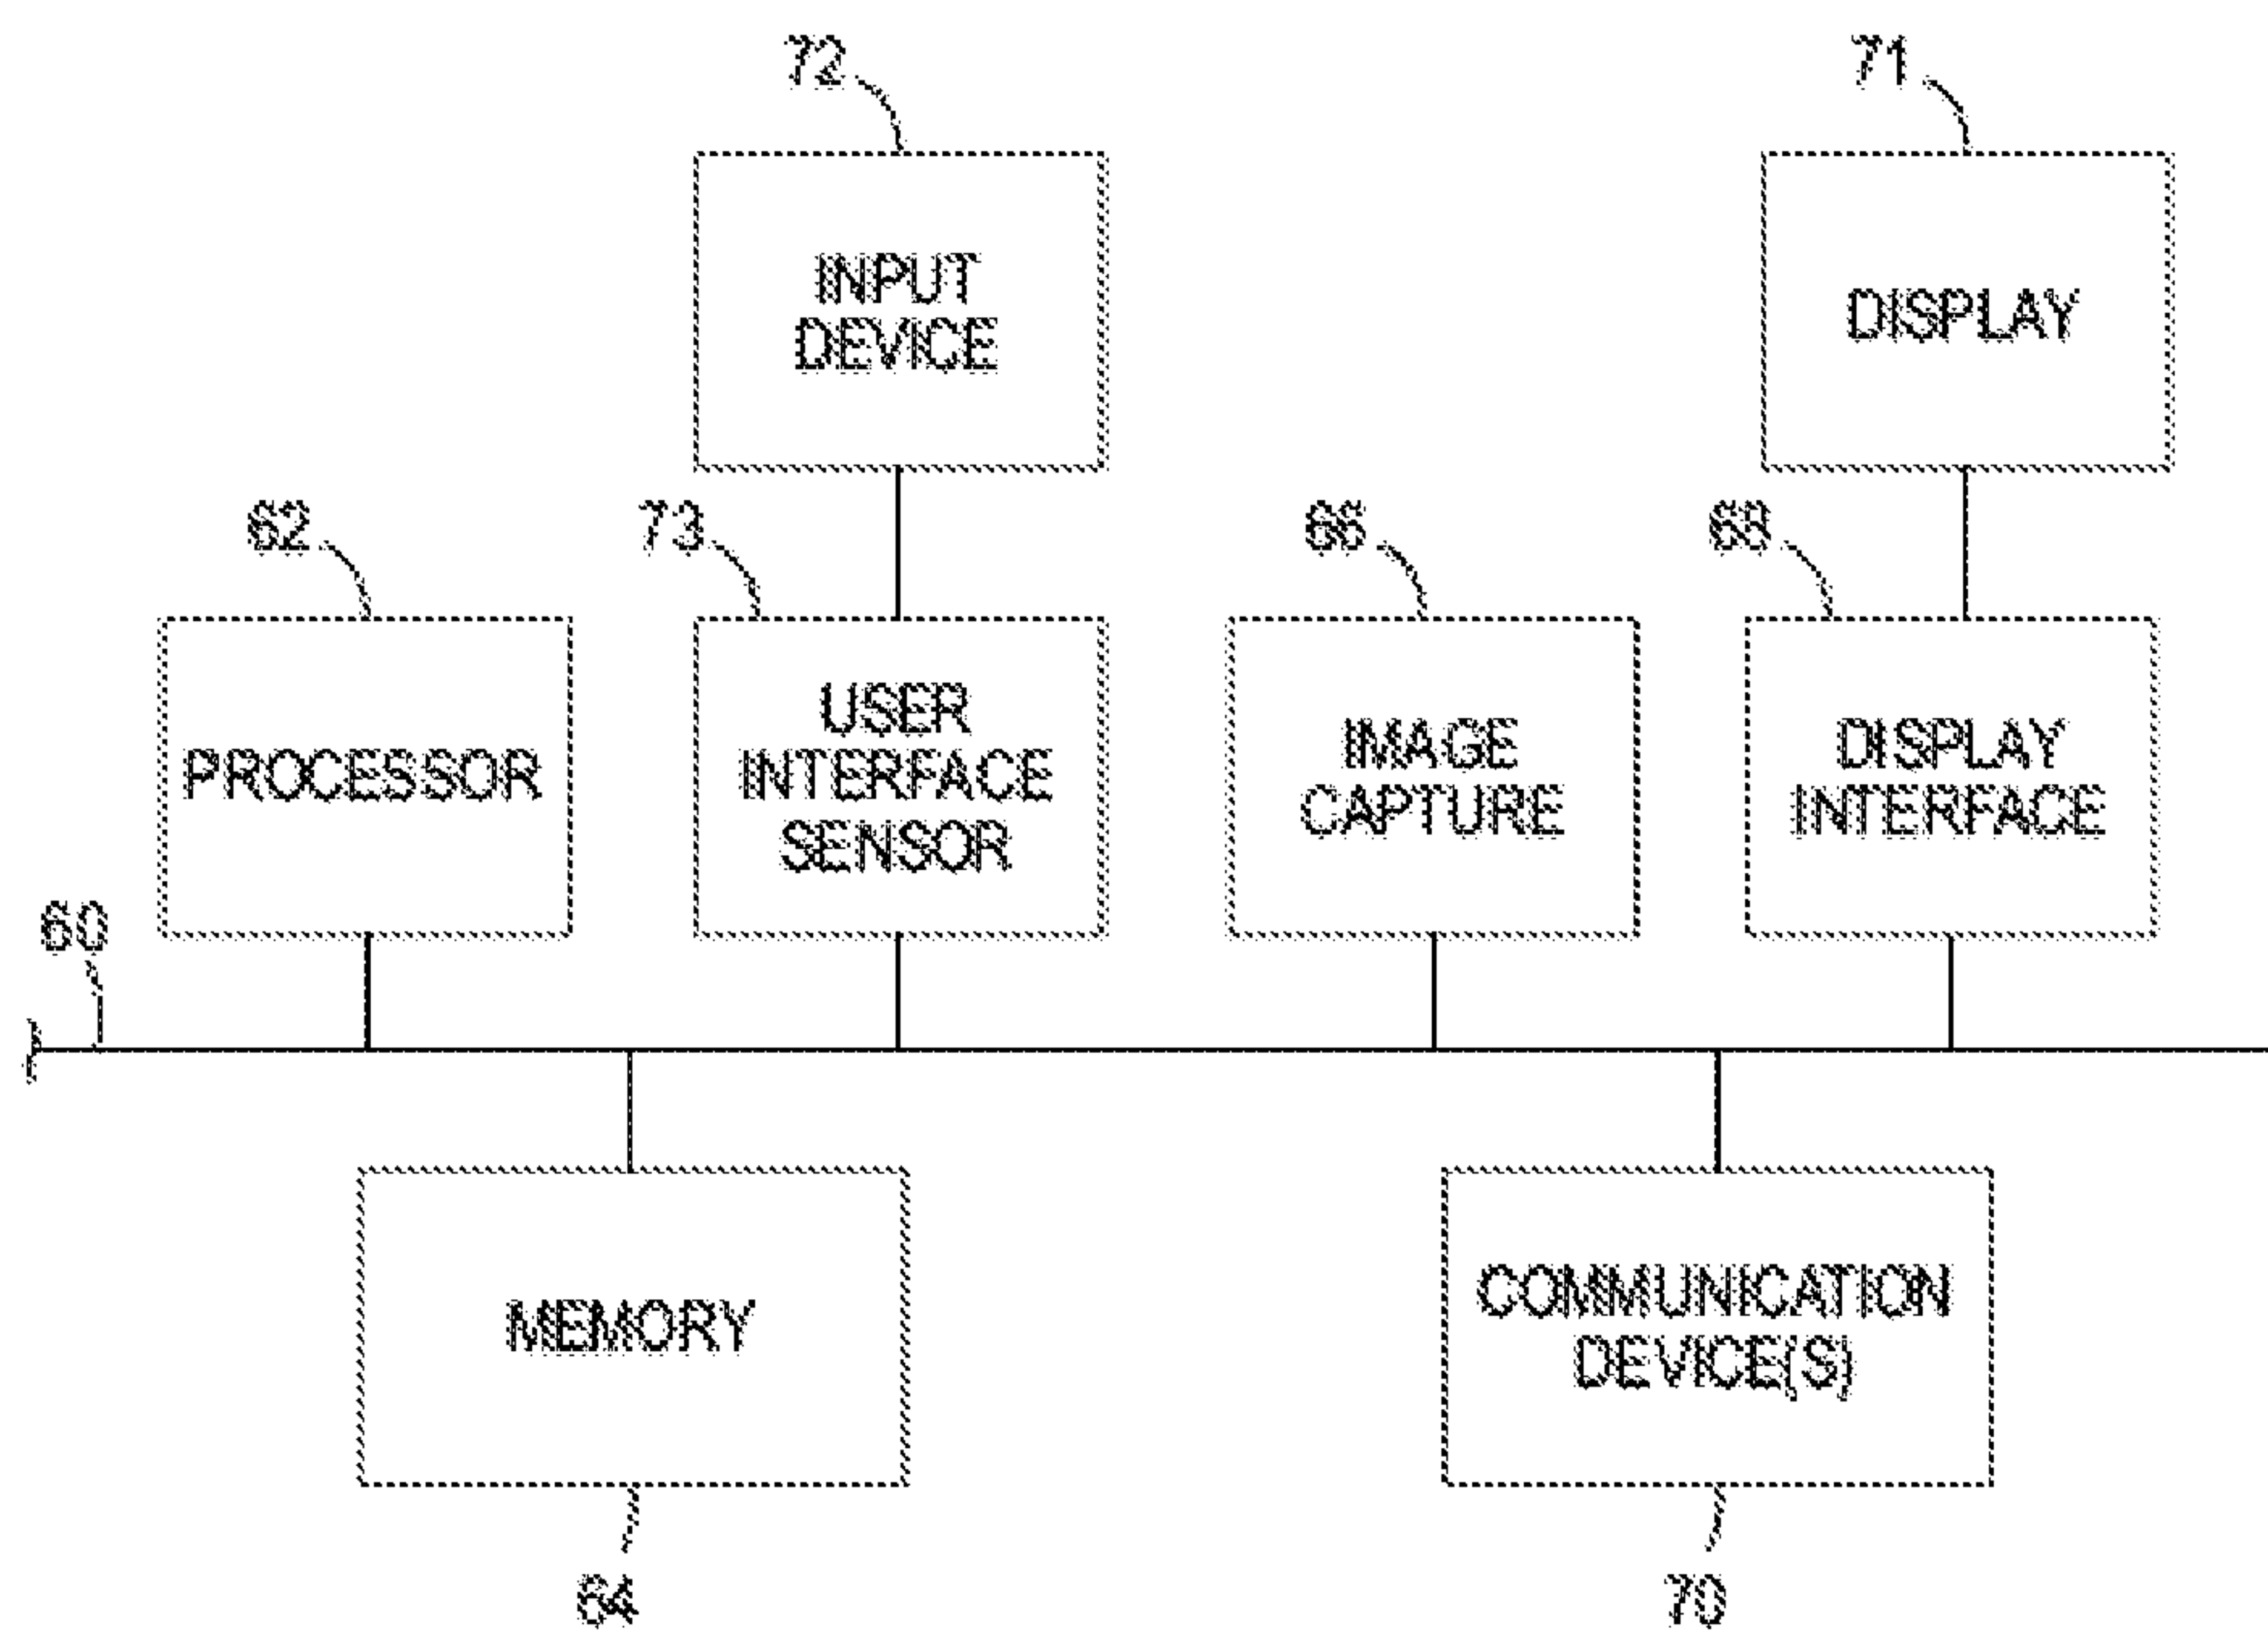 72
71
INPUT
DEVICE
DISPLAY
62
73
66
68
PROCESSOR
USER
INTERFACE
SENSOR
IMAGE
CAPTURE
DISPLAY
INTERFACE
60
MEMORY
COMMUNICATION
DEVICE(S)
64
70